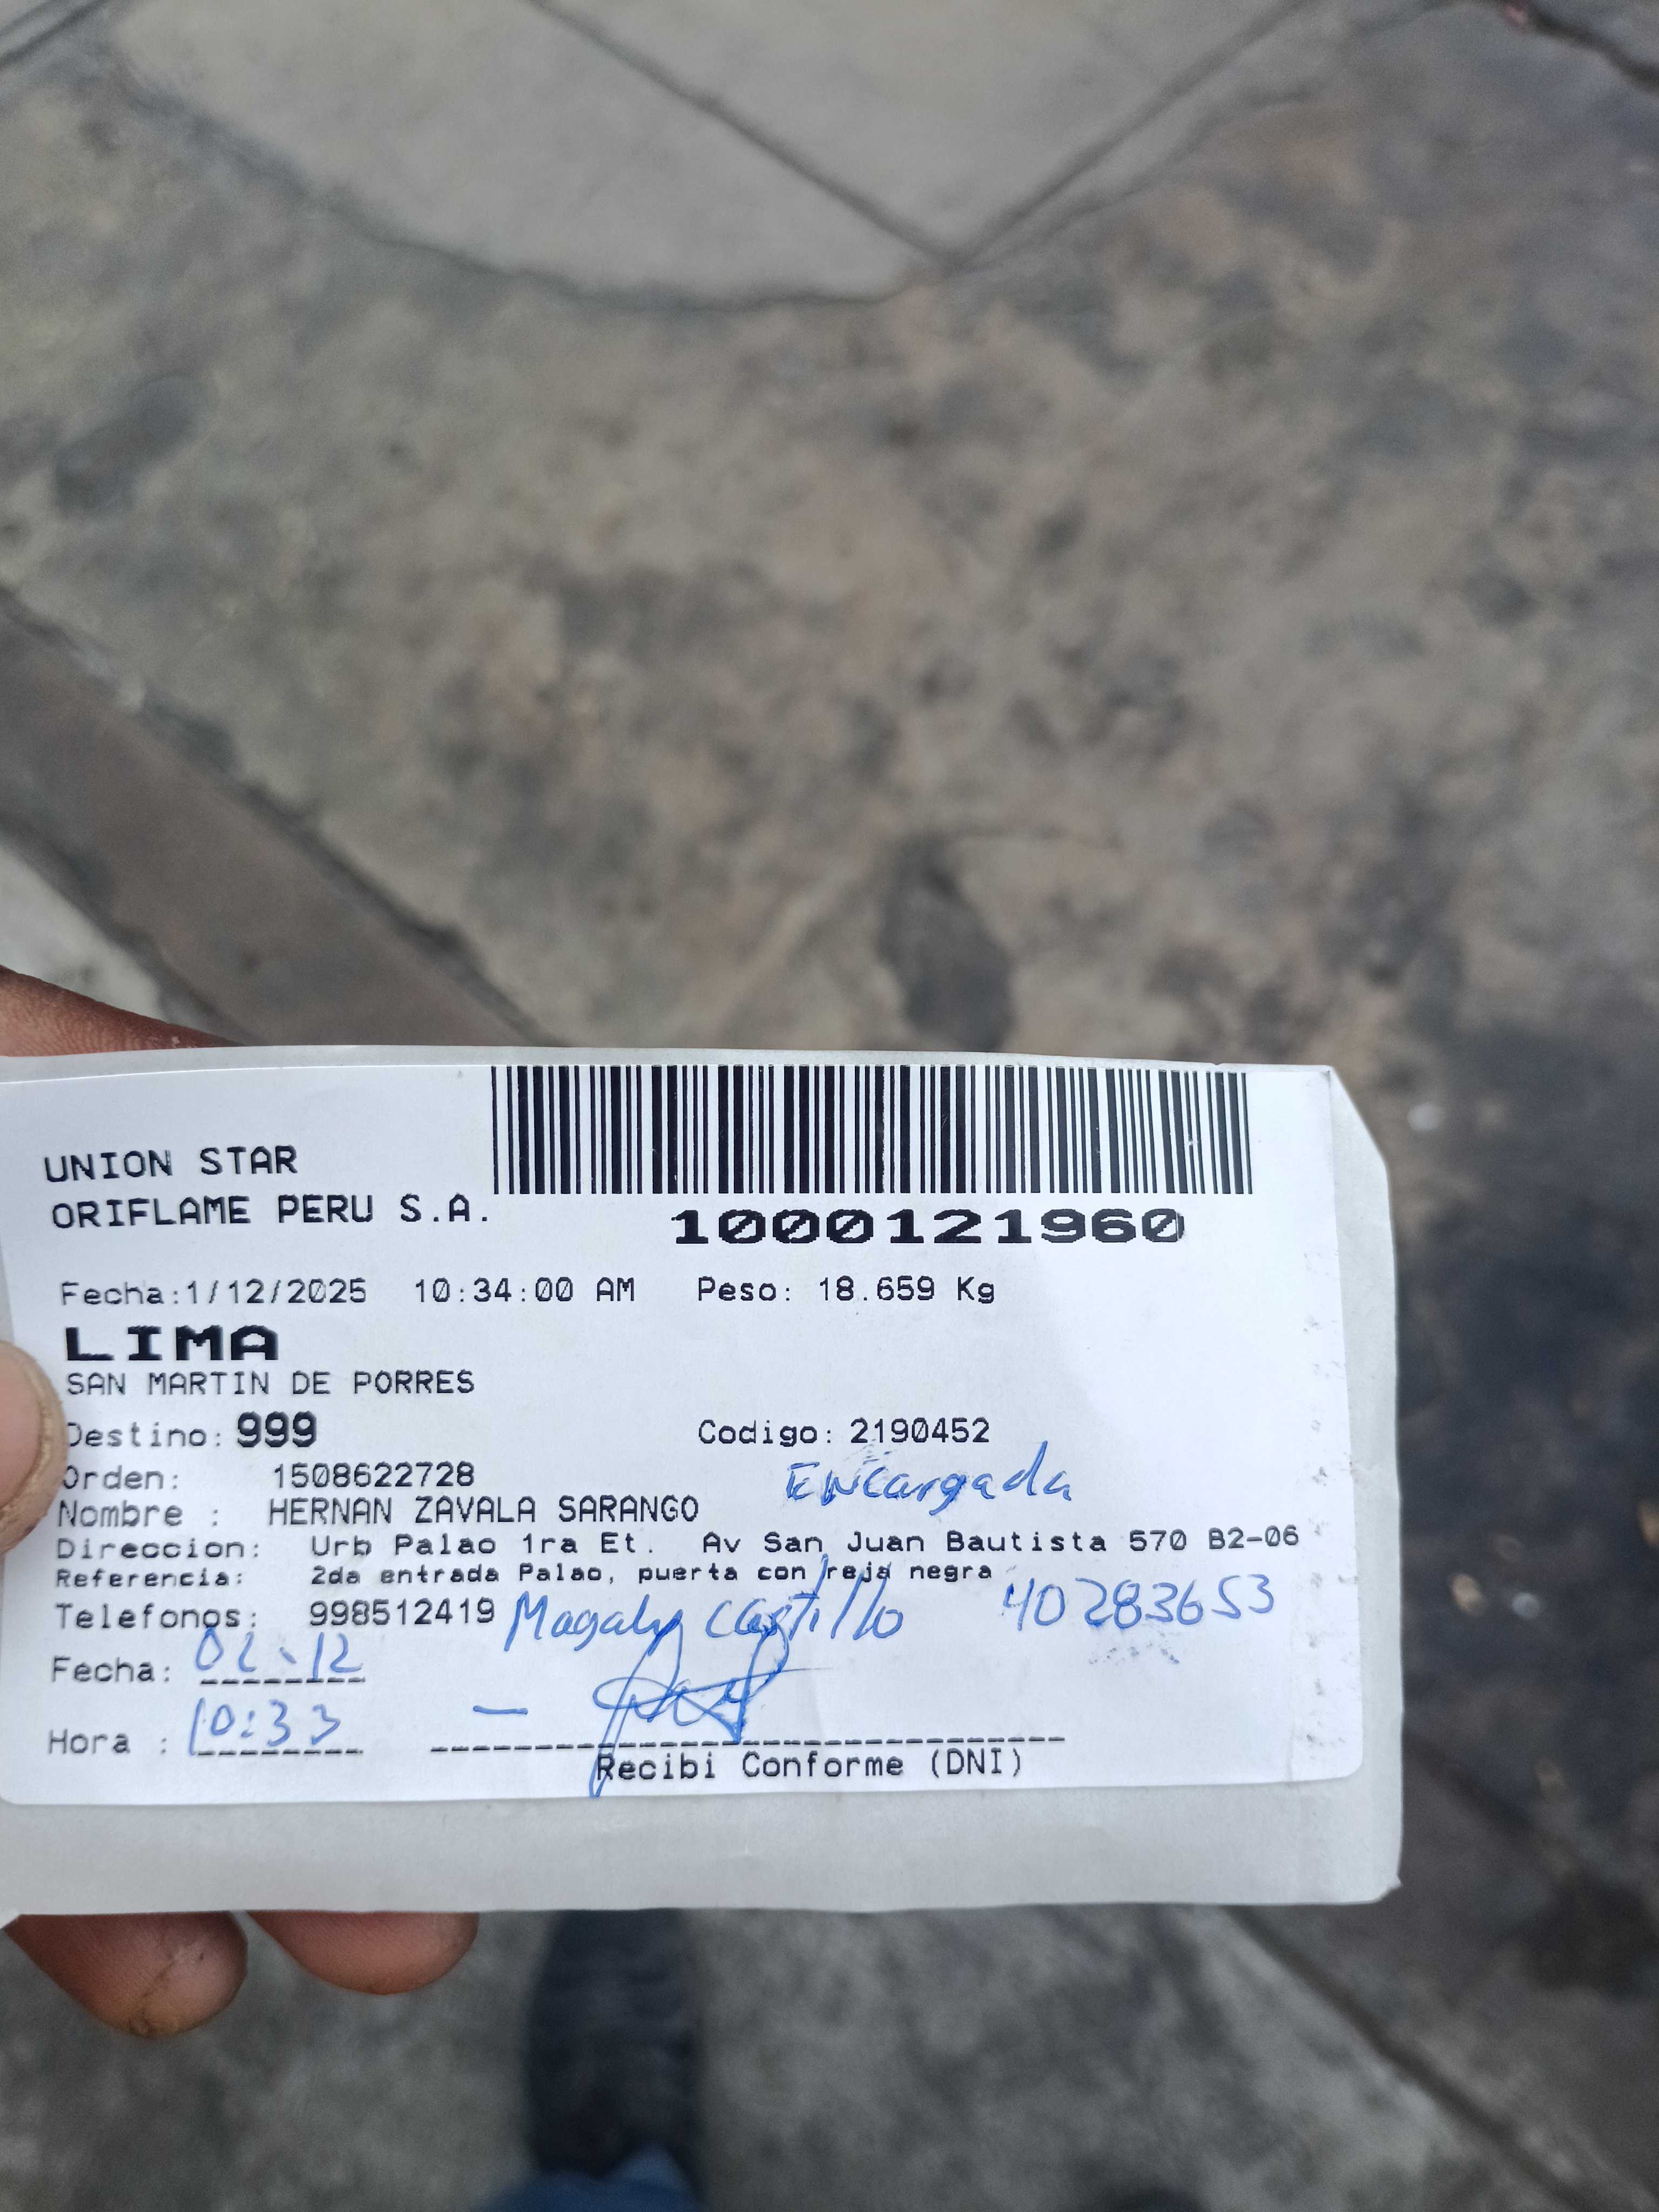 UNION STAR
ORIFLAME PERU S.A.
1000121960
Fecha:1/12/2025 10:34:00 AM Peso: 18.659 Kg
LIMA
SAN MARTIN DE PORRES
Destino: 999 Codigo: 2190452
Orden: 1508622728
Encargada
Nombre : HERNAN ZAVALA SARANGO
Direccion: Urb Palao 1ra Et. Av San Juan Bautista 570 B2-06
Referencia: 2da entrada Palao, puerta con reja negra
Telefonos: 998512419 Magaly Castillo 40283653
Fecha: 02-12
Hora : 10:33
Recibi Conforme (DNI)